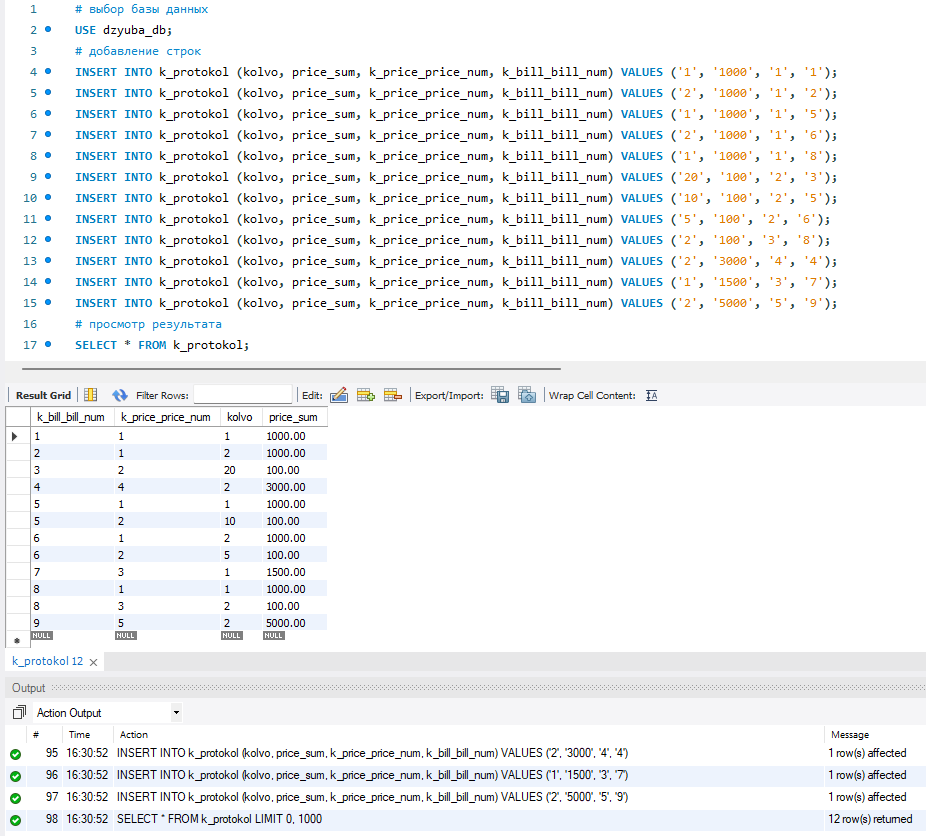 1 # выбор базы данных
2 USE dzyuba_db;
3 # добавление строк
4 INSERT INTO k_protokol (kolvo, price_sum, k_price_price_num, k_bill_bill_num) VALUES ('1', '1000', '1', '1');
5 INSERT INTO k_protokol (kolvo, price_sum, k_price_price_num, k_bill_bill_num) VALUES ('2', '1000', '1', '2');
6 INSERT INTO k_protokol (kolvo, price_sum, k_price_price_num, k_bill_bill_num) VALUES ('1', '1000', '1', '5');
7 INSERT INTO k_protokol (kolvo, price_sum, k_price_price_num, k_bill_bill_num) VALUES ('2', '1000', '1', '6');
8 INSERT INTO k_protokol (kolvo, price_sum, k_price_price_num, k_bill_bill_num) VALUES ('1', '1000', '1', '8');
9 INSERT INTO k_protokol (kolvo, price_sum, k_price_price_num, k_bill_bill_num) VALUES ('20', '100', '2', '3');
10 INSERT INTO k_protokol (kolvo, price_sum, k_price_price_num, k_bill_bill_num) VALUES ('10', '100', '2', '5');
11 INSERT INTO k_protokol (kolvo, price_sum, k_price_price_num, k_bill_bill_num) VALUES ('5', '100', '2', '6');
12 INSERT INTO k_protokol (kolvo, price_sum, k_price_price_num, k_bill_bill_num) VALUES ('2', '100', '3', '8');
13 INSERT INTO k_protokol (kolvo, price_sum, k_price_price_num, k_bill_bill_num) VALUES ('2', '3000', '4', '4');
14 INSERT INTO k_protokol (kolvo, price_sum, k_price_price_num, k_bill_bill_num) VALUES ('1', '1500', '3', '7');
15 INSERT INTO k_protokol (kolvo, price_sum, k_price_price_num, k_bill_bill_num) VALUES ('2', '5000', '5', '9');
16 # просмотр результата
17 SELECT * FROM k_protokol;
Result Grid Filter Rows: Edit: Export/Import: Wrap Cell Content: IA
k_bill_bill_num k_price_price_num kolvo price_sum
1 1 1 1000.00
2 1 2 1000.00
3 2 20 100.00
4 4 2 3000.00
5 1 1 1000.00
5 2 10 100.00
6 1 2 1000.00
6 2 5 100.00
7 3 1 1500.00
8 1 1 1000.00
8 3 2 100.00
9 5 2 5000.00
NULL NULL NULL NULL
k_protokol 12
Output
Action Output
# Time Action Message
95 16:30:52 INSERT INTO k_protokol (kolvo, price_sum, k_price_price_num, k_bill_bill_num) VALUES ('2', '3000', '4', '4') 1 row(s) affected
96 16:30:52 INSERT INTO k_protokol (kolvo, price_sum, k_price_price_num, k_bill_bill_num) VALUES ('1', '1500', '3', '7') 1 row(s) affected
97 16:30:52 INSERT INTO k_protokol (kolvo, price_sum, k_price_price_num, k_bill_bill_num) VALUES ('2', '5000', '5', '9') 1 row(s) affected
98 16:30:52 SELECT * FROM k_protokol LIMIT 0, 1000 12 row(s) returned